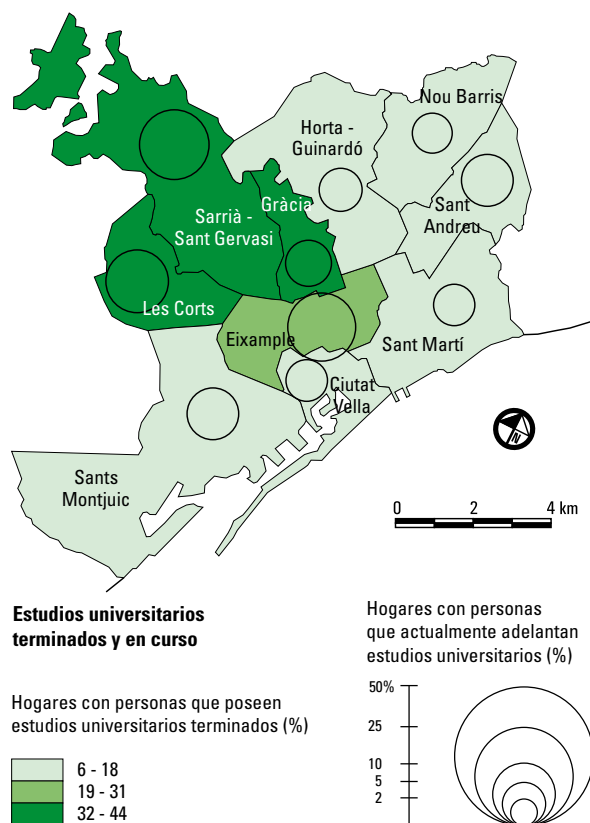 Nou Barris
Horta -
Guinardó
Gràcia
Sant
Andreu
Sarrià -
Sant Gervasi
Les Corts
Eixample
Sant Martí
Ciutat
Vella
Sants
Montjuic
N
0 2 4 km
Estudios universitarios
terminados y en curso
Hogares con personas que poseen
estudios universitarios terminados (%)
6 - 18
19 - 31
32 - 44
Hogares con personas
que actualmente adelantan
estudios universitarios (%)
50%
25
10
5
2